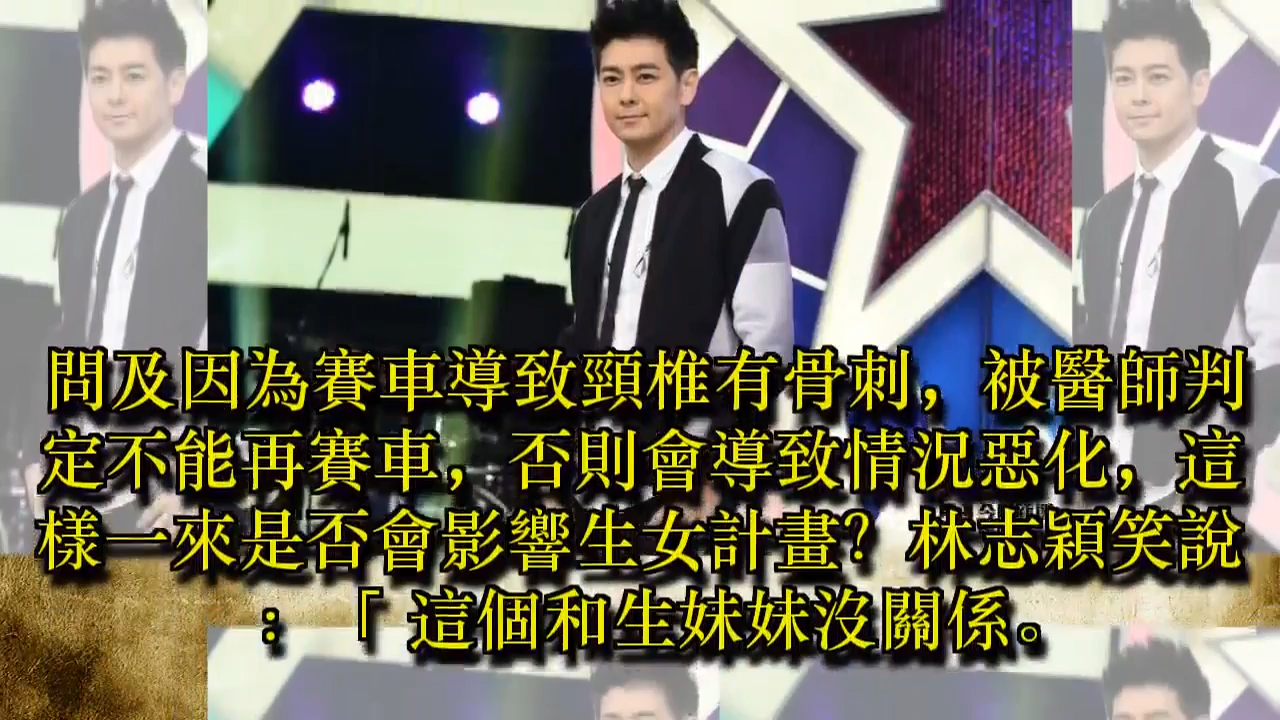 問及因為賽車導致頸椎有骨刺，被醫師判
定不能再賽車，否則會導致情況惡化，這
樣一來是否會影響生女計畫？林志穎笑說
：「這個和生妹妹沒關係。